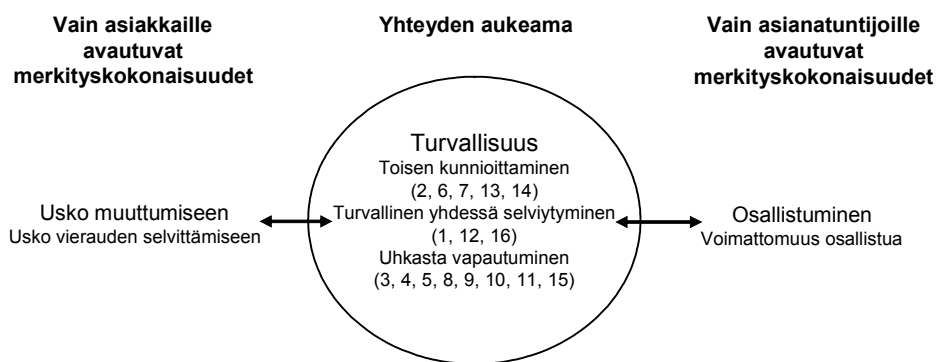 Vain asiakkaille
avautuvat
merkityskokonaisuudet
Yhteyden aukeama
Vain asianatuntijoille
avautuvat
merkityskokonaisuudet
Turvallisuus
Toisen kunnioittaminen
(2, 6, 7, 13, 14)
Turvallinen yhdessä selviytyminen
(1, 12, 16)
Uhkasta vapautuminen
(3, 4, 5, 8, 9, 10, 11, 15)
Usko muuttumiseen
Usko vierauden selvittämiseen
Osallistuminen
Voimattomuus osallistua